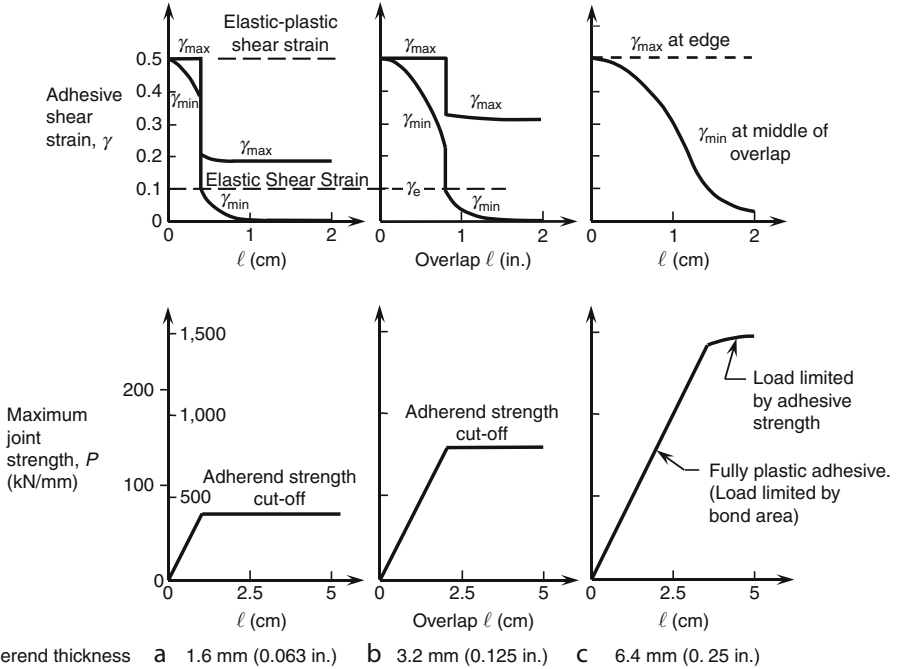 Elastic-plastic
shear strain
γmax
γmax
Adhesive
shear
strain, γ
0.5
0.4
0.3
0.2
0.1
0
γmin
γmax
Elastic Shear Strain
γmin
0 1 2
ℓ (cm)
γmin
γmax
γe
γmin
0 1 2
Overlap ℓ (in.)
γmax at edge
γmin at middle of
overlap
0 1 2
ℓ (cm)
Maximum
joint
strength, P
(kN/mm)
200
100
0
1,500
1,000
500
Adherend strength
cut-off
0 2.5 5
ℓ (cm)
Adherend strength
cut-off
0 2.5 5
Overlap ℓ (cm)
Load limited
by adhesive
strength
Fully plastic adhesive.
(Load limited by
bond area)
0 2.5 5
ℓ (cm)
erend thickness a 1.6 mm (0.063 in.) b 3.2 mm (0.125 in.) c 6.4 mm (0. 25 in.)